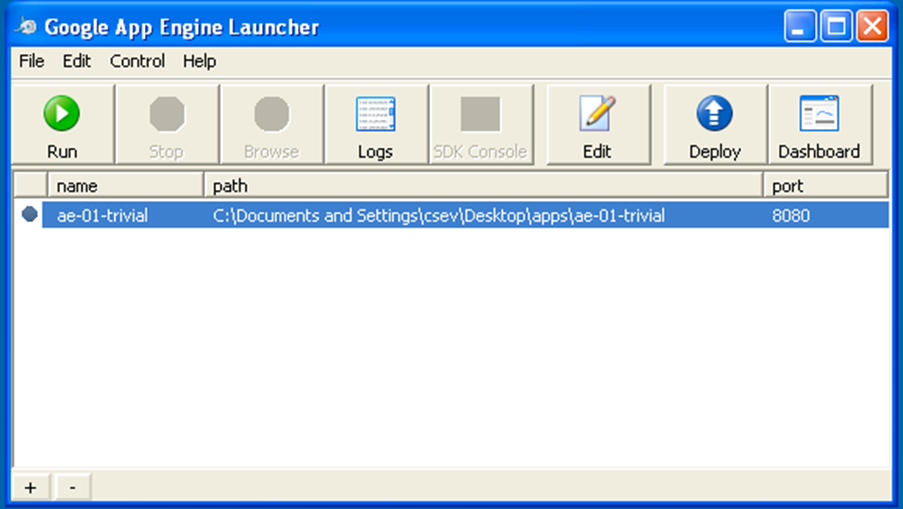 Google App Engine Launcher
File Edit Control Help
Run Stop Browse Logs SDK Console Edit Deploy Dashboard
name path port
ae-01-trivial C:\Documents and Settings\csev\Desktop\apps\ae-01-trivial 8080
+ -